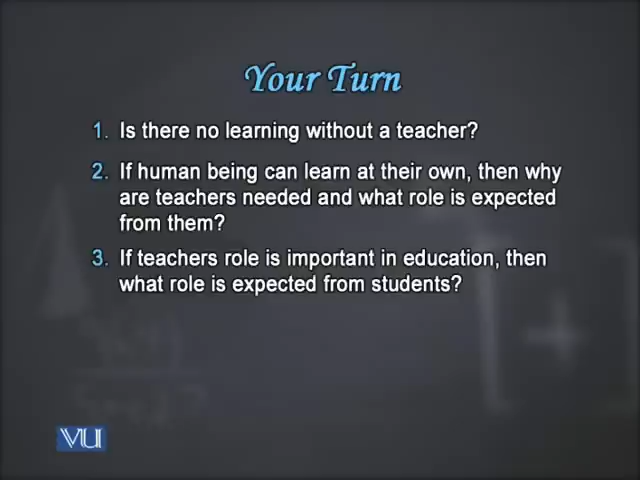 Your Turn
1. Is there no learning without a teacher?
2. If human being can learn at their own, then why
are teachers needed and what role is expected
from them?
3. If teachers role is important in education, then
what role is expected from students?
VU